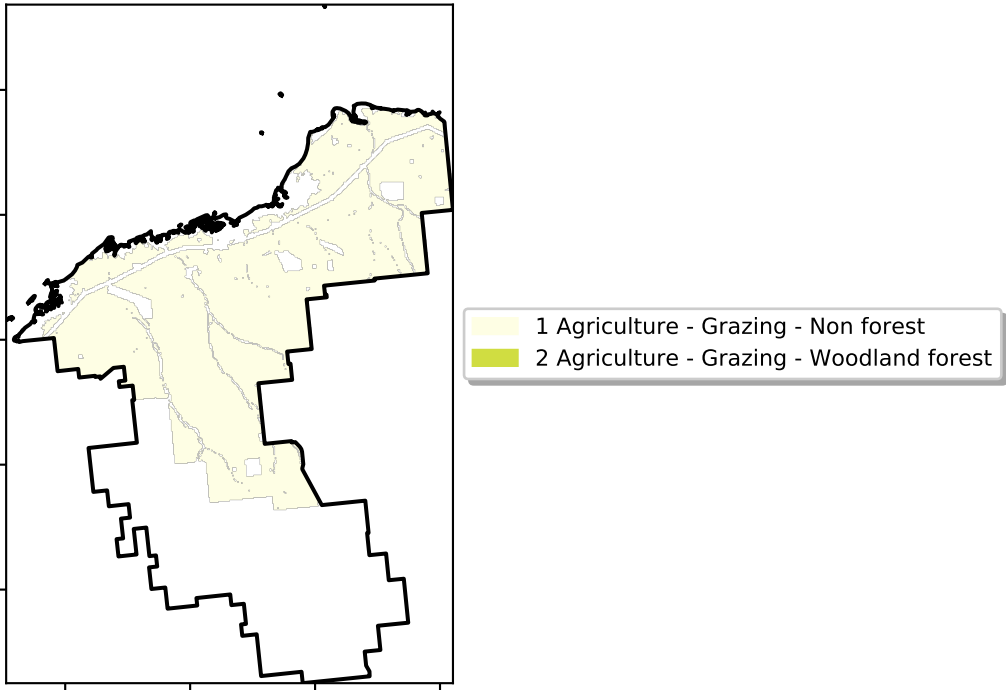 1 Agriculture - Grazing - Non forest
2 Agriculture - Grazing - Woodland forest